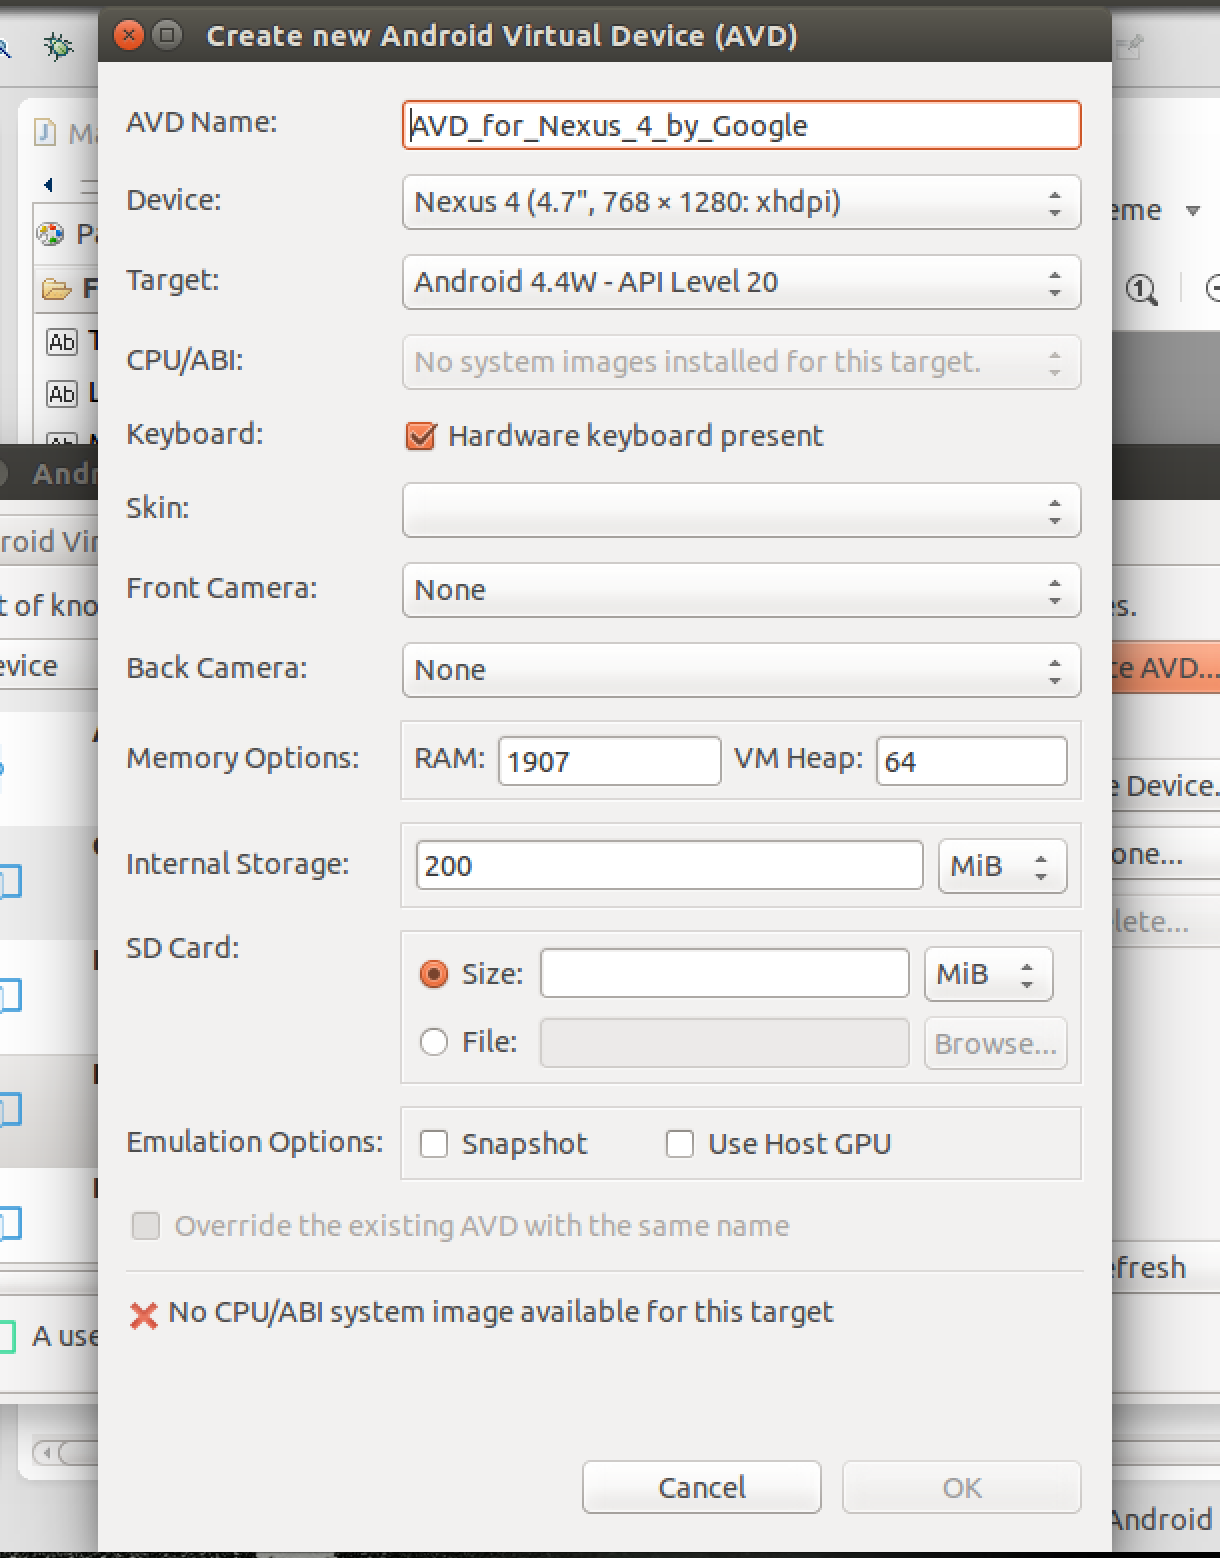 Create new Android Virtual Device (AVD)
AVD Name: AVD_for_Nexus_4_by_Google
Device: Nexus 4 (4.7", 768 × 1280: xhdpi)
Target: Android 4.4W - API Level 20
CPU/ABI: No system images installed for this target.
Keyboard: Hardware keyboard present
Skin:
Front Camera: None
Back Camera: None
Memory Options: RAM: 1907 VM Heap: 64
Internal Storage: 200 MiB
SD Card:
Size: MiB
File: Browse...
Emulation Options: Snapshot Use Host GPU
Override the existing AVD with the same name
No CPU/ABI system image available for this target
Cancel OK
J Ma
Pa
F
Ab T
Ab L
Ab
Andr
roid Vir
t of kno
evice
A use
eme
1
es.
te AVD...
e Device.
one...
lete...
efresh
Android